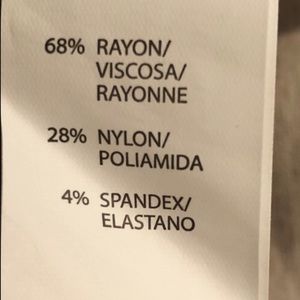 68% RAYON/
VISCOSA/
RAYONNE
28% NYLON/
POLIAMIDA
4% SPANDEX/
ELASTANO